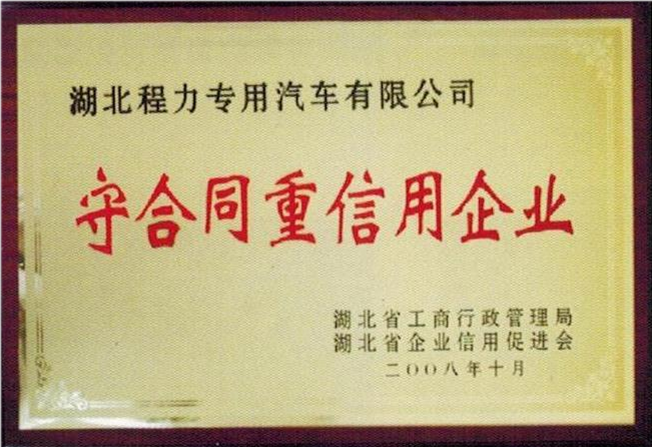 湖北程力专用汽车有限公司
守合同重信用企业
湖北省工商行政管理局
湖北省企业信用促进会
二〇〇八年十月